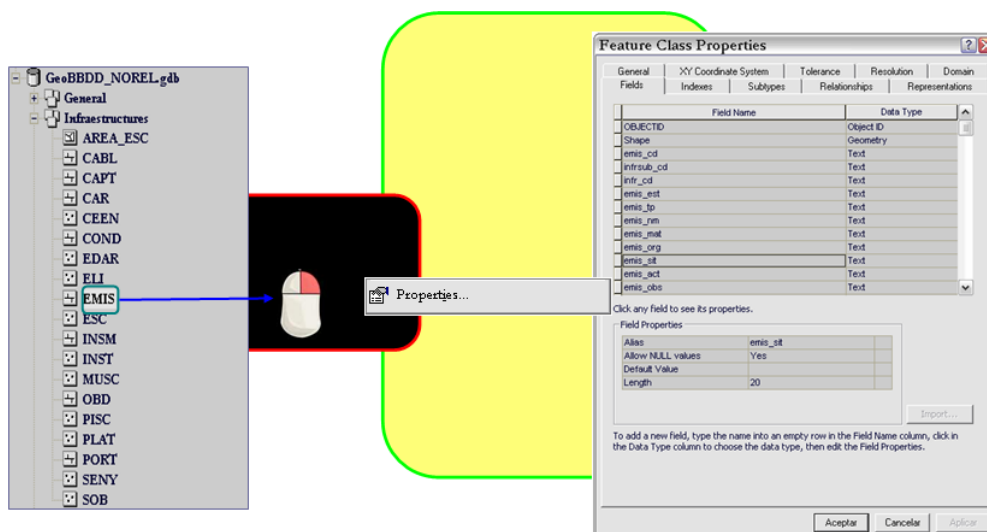 GeoBBDD_NOREL.gdb
General
Infraestructures
AREA_ESC
CABL
CAPT
CAR
CEEN
COND
EDAR
ELI
EMIS
ESC
INSM
INST
MUSC
OBD
PISC
PLAT
PORT
SENY
SOB
Properties...
Feature Class Properties
General XY Coordinate System Tolerance Resolution Domain
Fields Indexes Subtypes Relationships Representations
Field Name Data Type
OBJECTID Object ID
Shape Geometry
emis_cd Text
infrsub_cd Text
infr_cd Text
emis_est Text
emis_tp Text
emis_nm Text
emis_mat Text
emis_org Text
emis_sit Text
emis_act Text
emis_obs Text
Click any field to see its properties.
Field Properties
Alias emis_sit
Allow NULL values Yes
Default Value
Length 20
Import...
To add a new field, type the name into an empty row in the Field Name column, click in
the Data Type column to choose the data type, then edit the Field Properties.
Aceptar Cancelar Aplicar